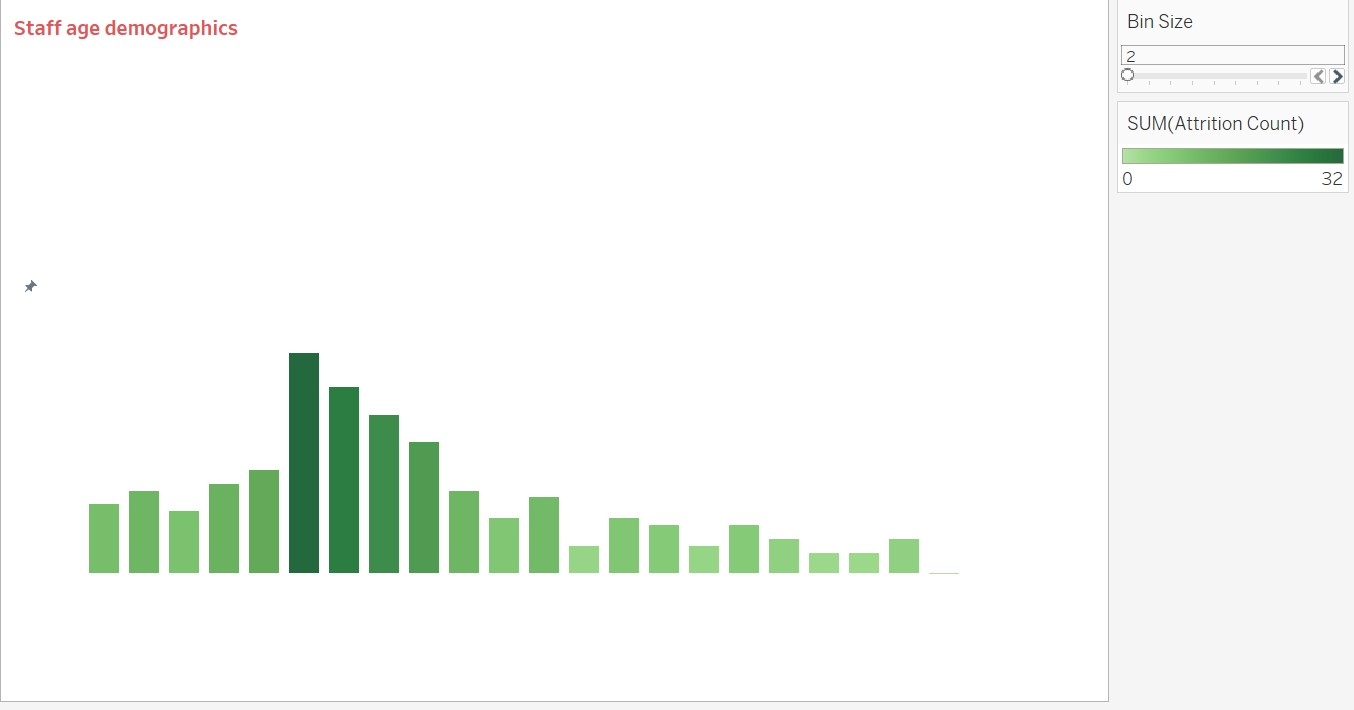 Staff age demographics
Bin Size
2
SUM(Attrition Count)
0 32